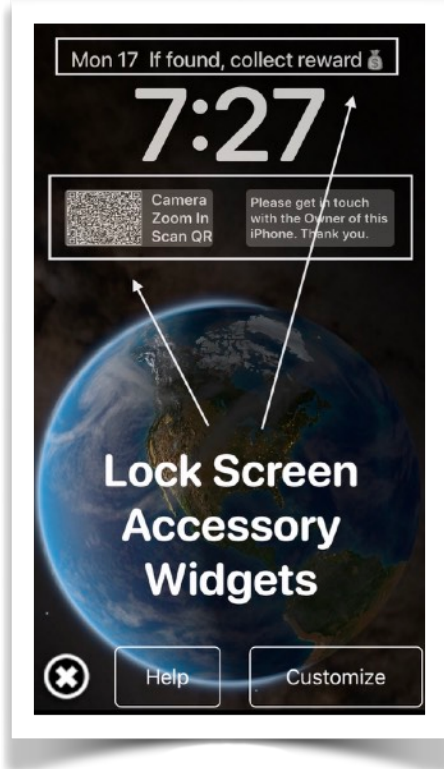 Mon 17 If found, collect reward 💰
7:27
Camera
Zoom In
Scan QR
Please get in touch
with the Owner of this
iPhone. Thank you.
Lock Screen
Accessory
Widgets
Help
Customize